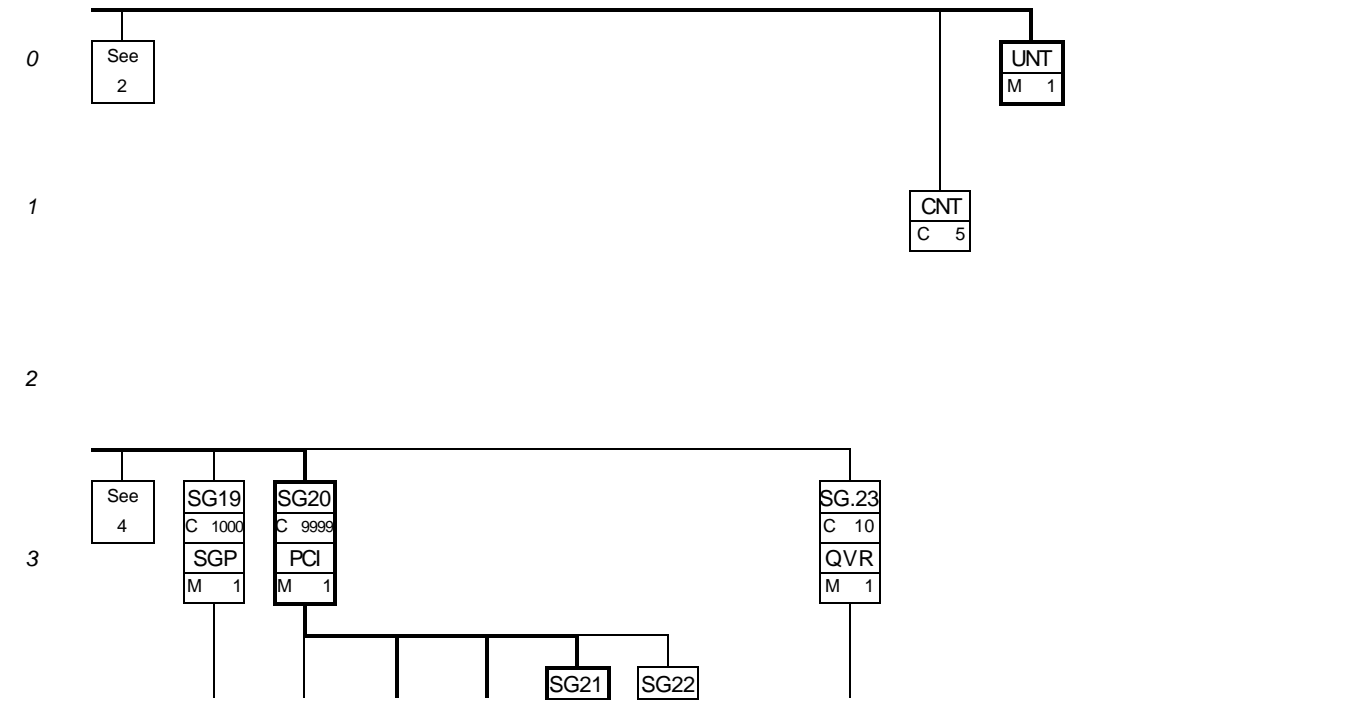 0
See
2
UNT
M 1
1
CNT
C 5
2
See
4
SG19
C 1000
SGP
M 1
SG20
C 9999
PCI
M 1
SG.23
C 10
QVR
M 1
3
SG21
SG22